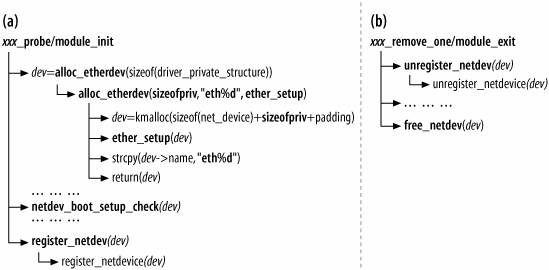 (a)
xxx_probe/module_init
dev=alloc_etherdev(sizeof(driver_private_structure))
alloc_etherdev(sizeofpriv,"eth%d", ether_setup)
dev=kmalloc(sizeof(net_device)+sizeofpriv+padding)
ether_setup(dev)
strcpy(dev->name,"eth%d")
return(dev)
... ... ...
netdev_boot_setup_check(dev)
... ... ...
register_netdev(dev)
register_netdevice(dev)
(b)
xxx_remove_one/module_exit
unregister_netdev(dev)
unregister_netdevice(dev)
... ... ...
free_netdev(dev)